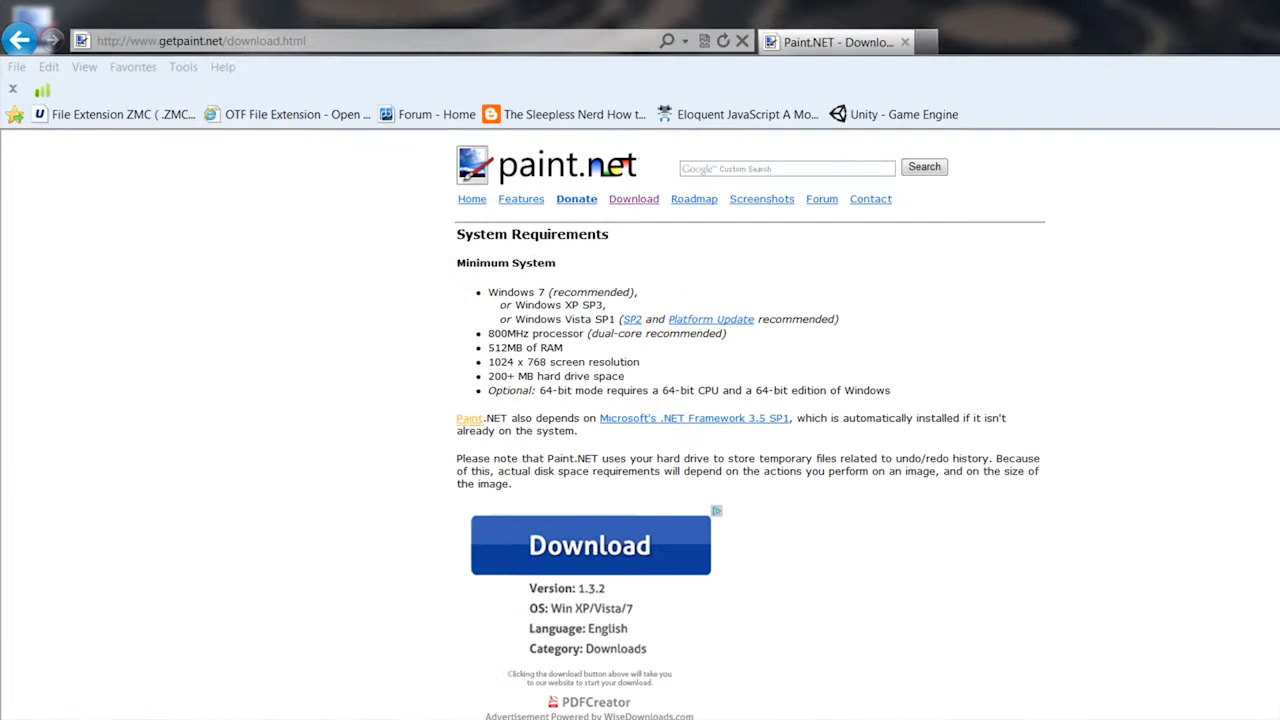 http://www.getpaint.net/download.html
Paint.NET - Downlo...
File Edit View Favorites Tools Help
x
File Extension ZMC ( .ZMC... OTF File Extension - Open ... Forum - Home The Sleepless Nerd How t... Eloquent JavaScript A Mo... Unity - Game Engine
paint.net
Google™ Custom Search Search
Home Features Donate Download Roadmap Screenshots Forum Contact
System Requirements
Minimum System
• Windows 7 (recommended),
or Windows XP SP3,
or Windows Vista SP1 (SP2 and Platform Update recommended)
• 800MHz processor (dual-core recommended)
• 512MB of RAM
• 1024 x 768 screen resolution
• 200+ MB hard drive space
• Optional: 64-bit mode requires a 64-bit CPU and a 64-bit edition of Windows
Paint.NET also depends on Microsoft's .NET Framework 3.5 SP1, which is automatically installed if it isn't
already on the system.
Please note that Paint.NET uses your hard drive to store temporary files related to undo/redo history. Because
of this, actual disk space requirements will depend on the actions you perform on an image, and on the size of
the image.
Download
Version: 1.3.2
OS: Win XP/Vista/7
Language: English
Category: Downloads
Clicking the download button above will take you
to our website to start your download.
PDFCreator
Advertisement Powered by WiseDownloads.com